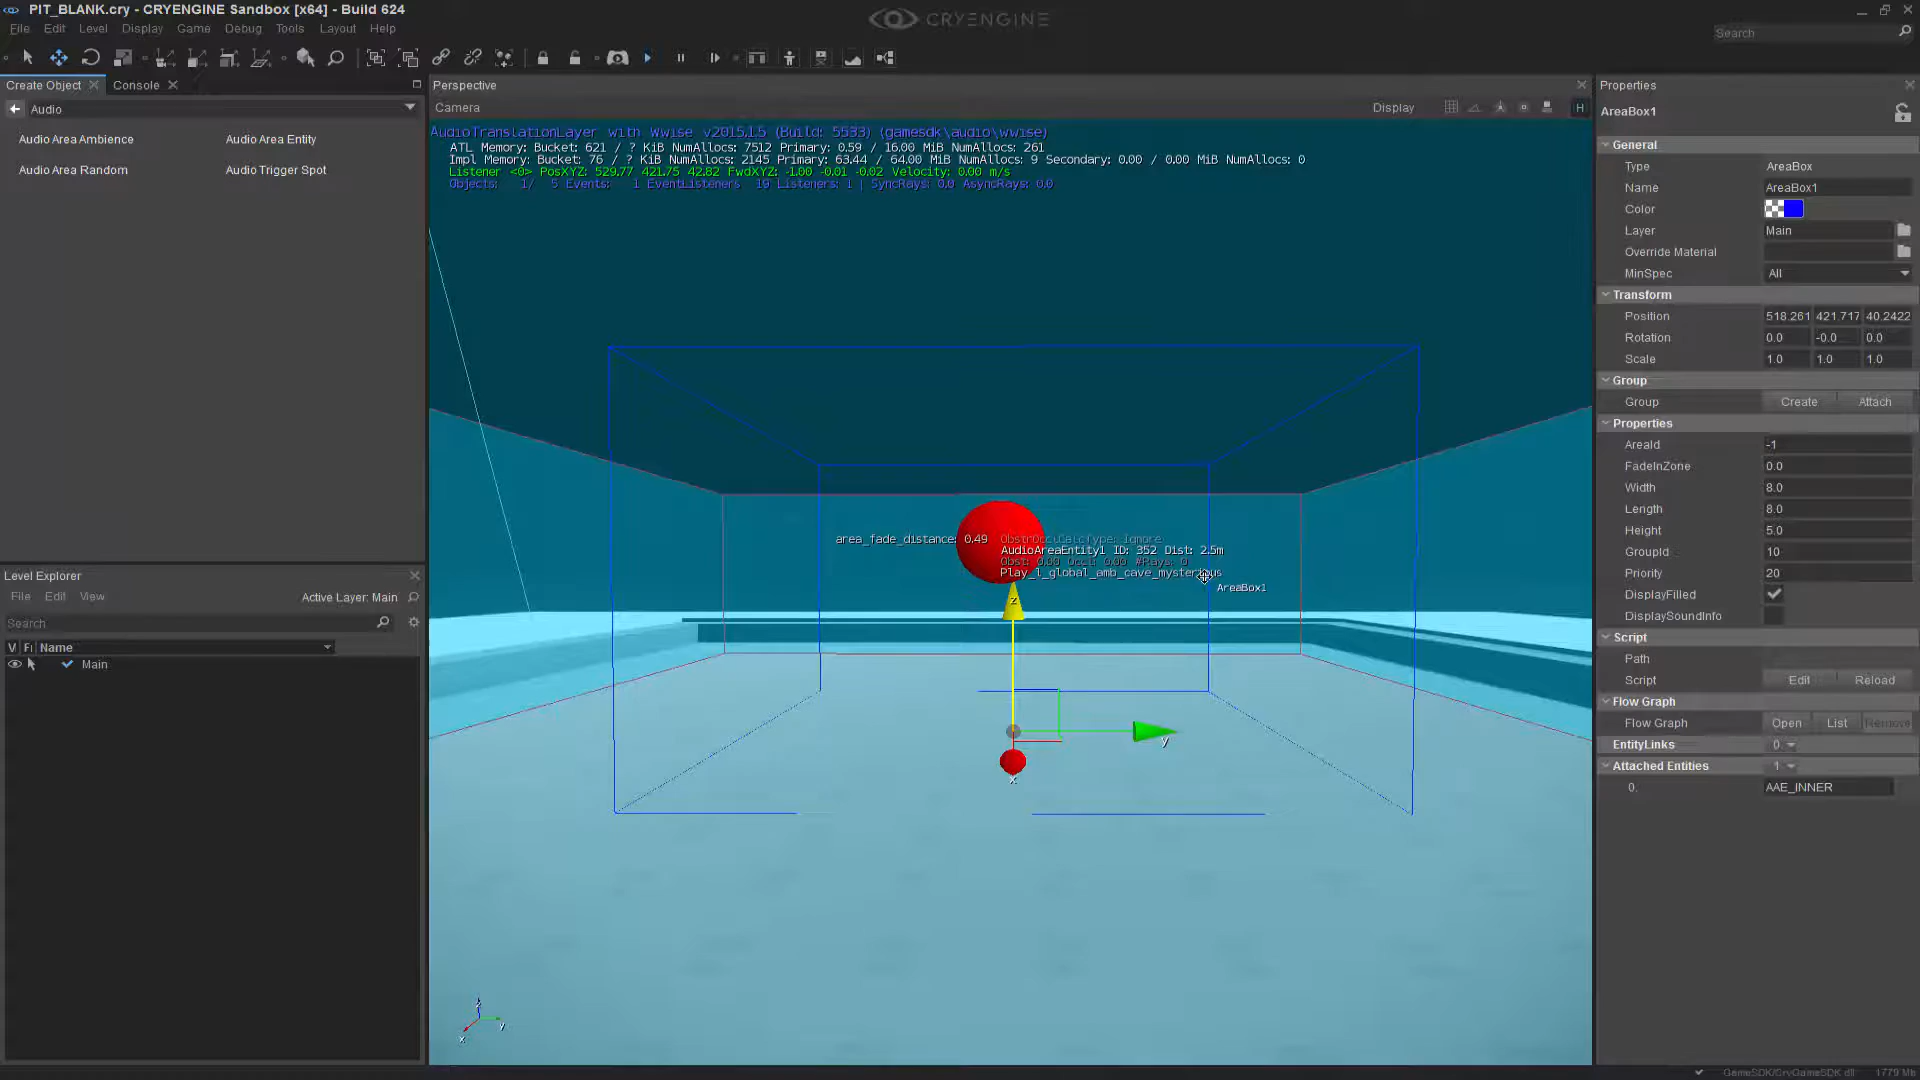 PIT_BLANK.cry - CRYENGINE Sandbox [x64] - Build 624
CRYENGINE
File Edit Level Display Game Debug Tools Layout Help
Search
Create Object
Console
Audio
Audio Area Ambience
Audio Area Entity
Audio Area Random
Audio Trigger Spot
Level Explorer
File Edit View
Active Layer: Main
Search
V Fi Name
Main
Perspective
Camera
Display
H
AudioTranslationLayer with Wwise v2015.1.5 (Build: 5533) (gamesdk\audio\wwise)
ATL Memory: Bucket: 621 / ? KiB NumAllocs: 7512 Primary: 0.59 / 16.00 MiB NumAllocs: 261
Impl Memory: Bucket: 76 / ? KiB NumAllocs: 2145 Primary: 63.44 / 64.00 MiB NumAllocs: 9 Secondary: 0.00 / 0.00 MiB NumAllocs: 0
Listener <0> PosXYZ: 529.77 421.75 42.82 FwdXYZ: -1.00 -0.01 -0.02 Velocity: 0.00 m/s
Objects: 1/ 5 Events: 1 EventListeners 19 Listeners: 1 | SyncRays: 0.0 AsyncRays: 0.0
area_fade_distance: 0.49
ObstrOccluCalcType: Ignore
AudioAreaEntity1 ID: 352 Dist: 2.5m
Obst: 0.00 Occl: 0.00 #Rays: 0
Play_l_global_amb_cave_mysterious
AreaBox1
z
y
x
z
y
x
Properties
AreaBox1
General
Type AreaBox
Name AreaBox1
Color
Layer Main
Override Material
MinSpec All
Transform
Position 518.261 421.717 40.2422
Rotation 0.0 -0.0 0.0
Scale 1.0 1.0 1.0
Group
Group Create Attach
Properties
AreaId -1
FadeInZone 0.0
Width 8.0
Length 8.0
Height 5.0
GroupId 10
Priority 20
DisplayFilled
DisplaySoundInfo
Script
Path
Script Edit Reload
Flow Graph
Flow Graph Open List Remove
EntityLinks 0
Attached Entities 1
0. AAE_INNER
GameSDK/CryGameSDK.dll 1779 Mb